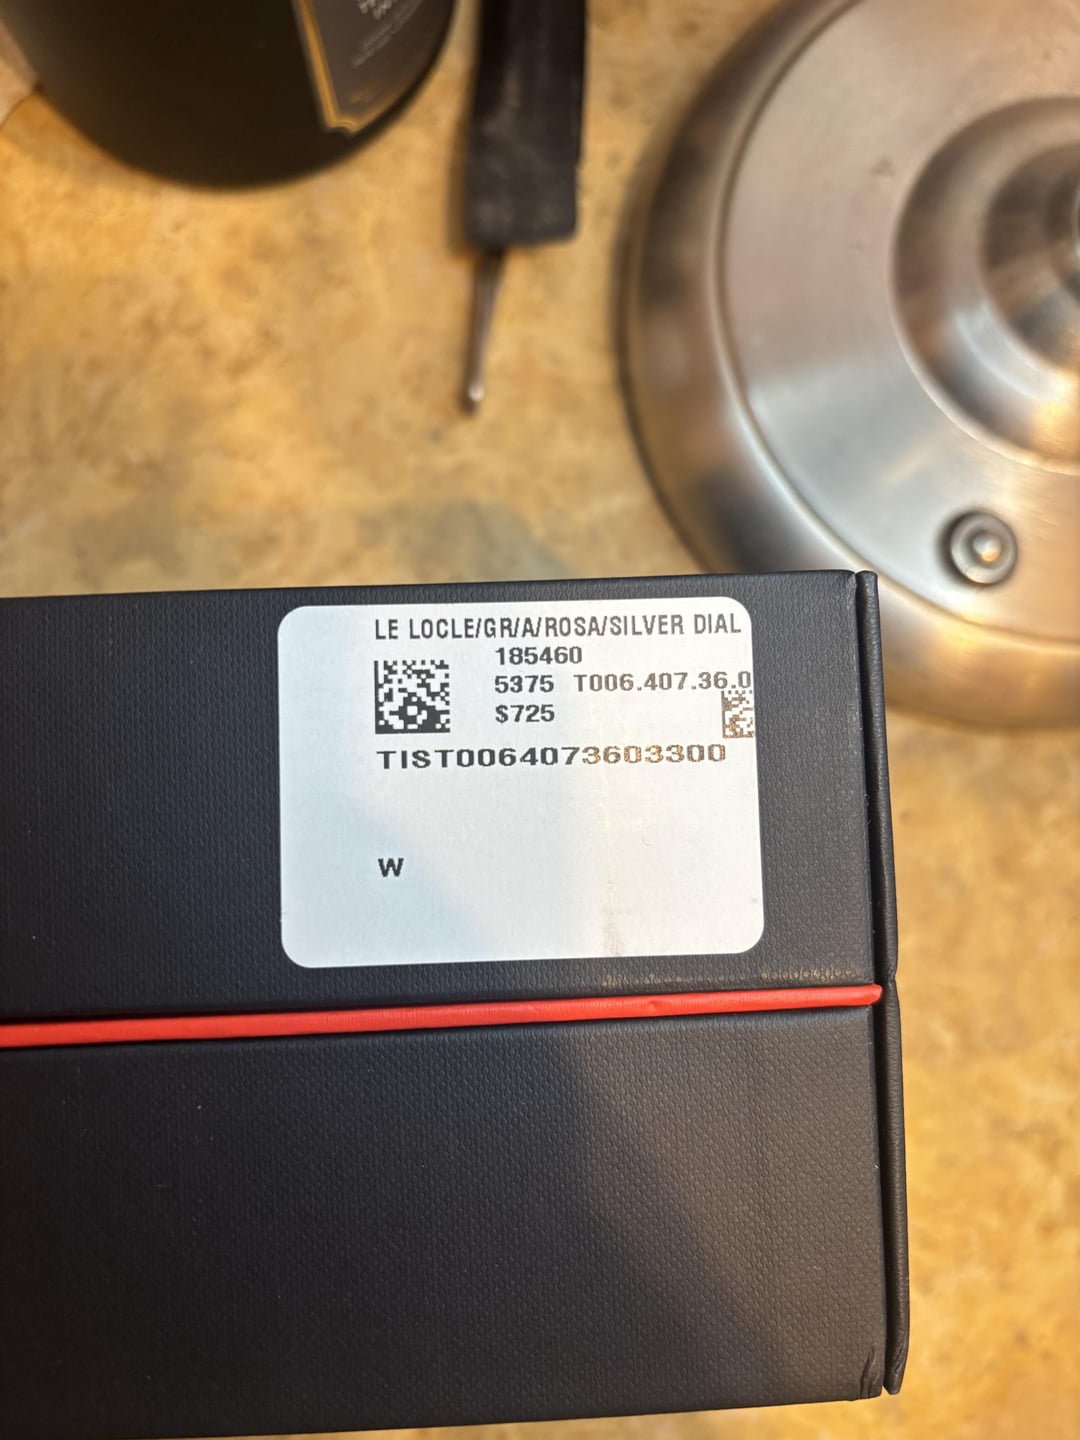 LE LOCLE/GR/A/ROSA/SILVER DIAL
185460
5375 T006.407.36.0
$725
TIST0064073603300
W